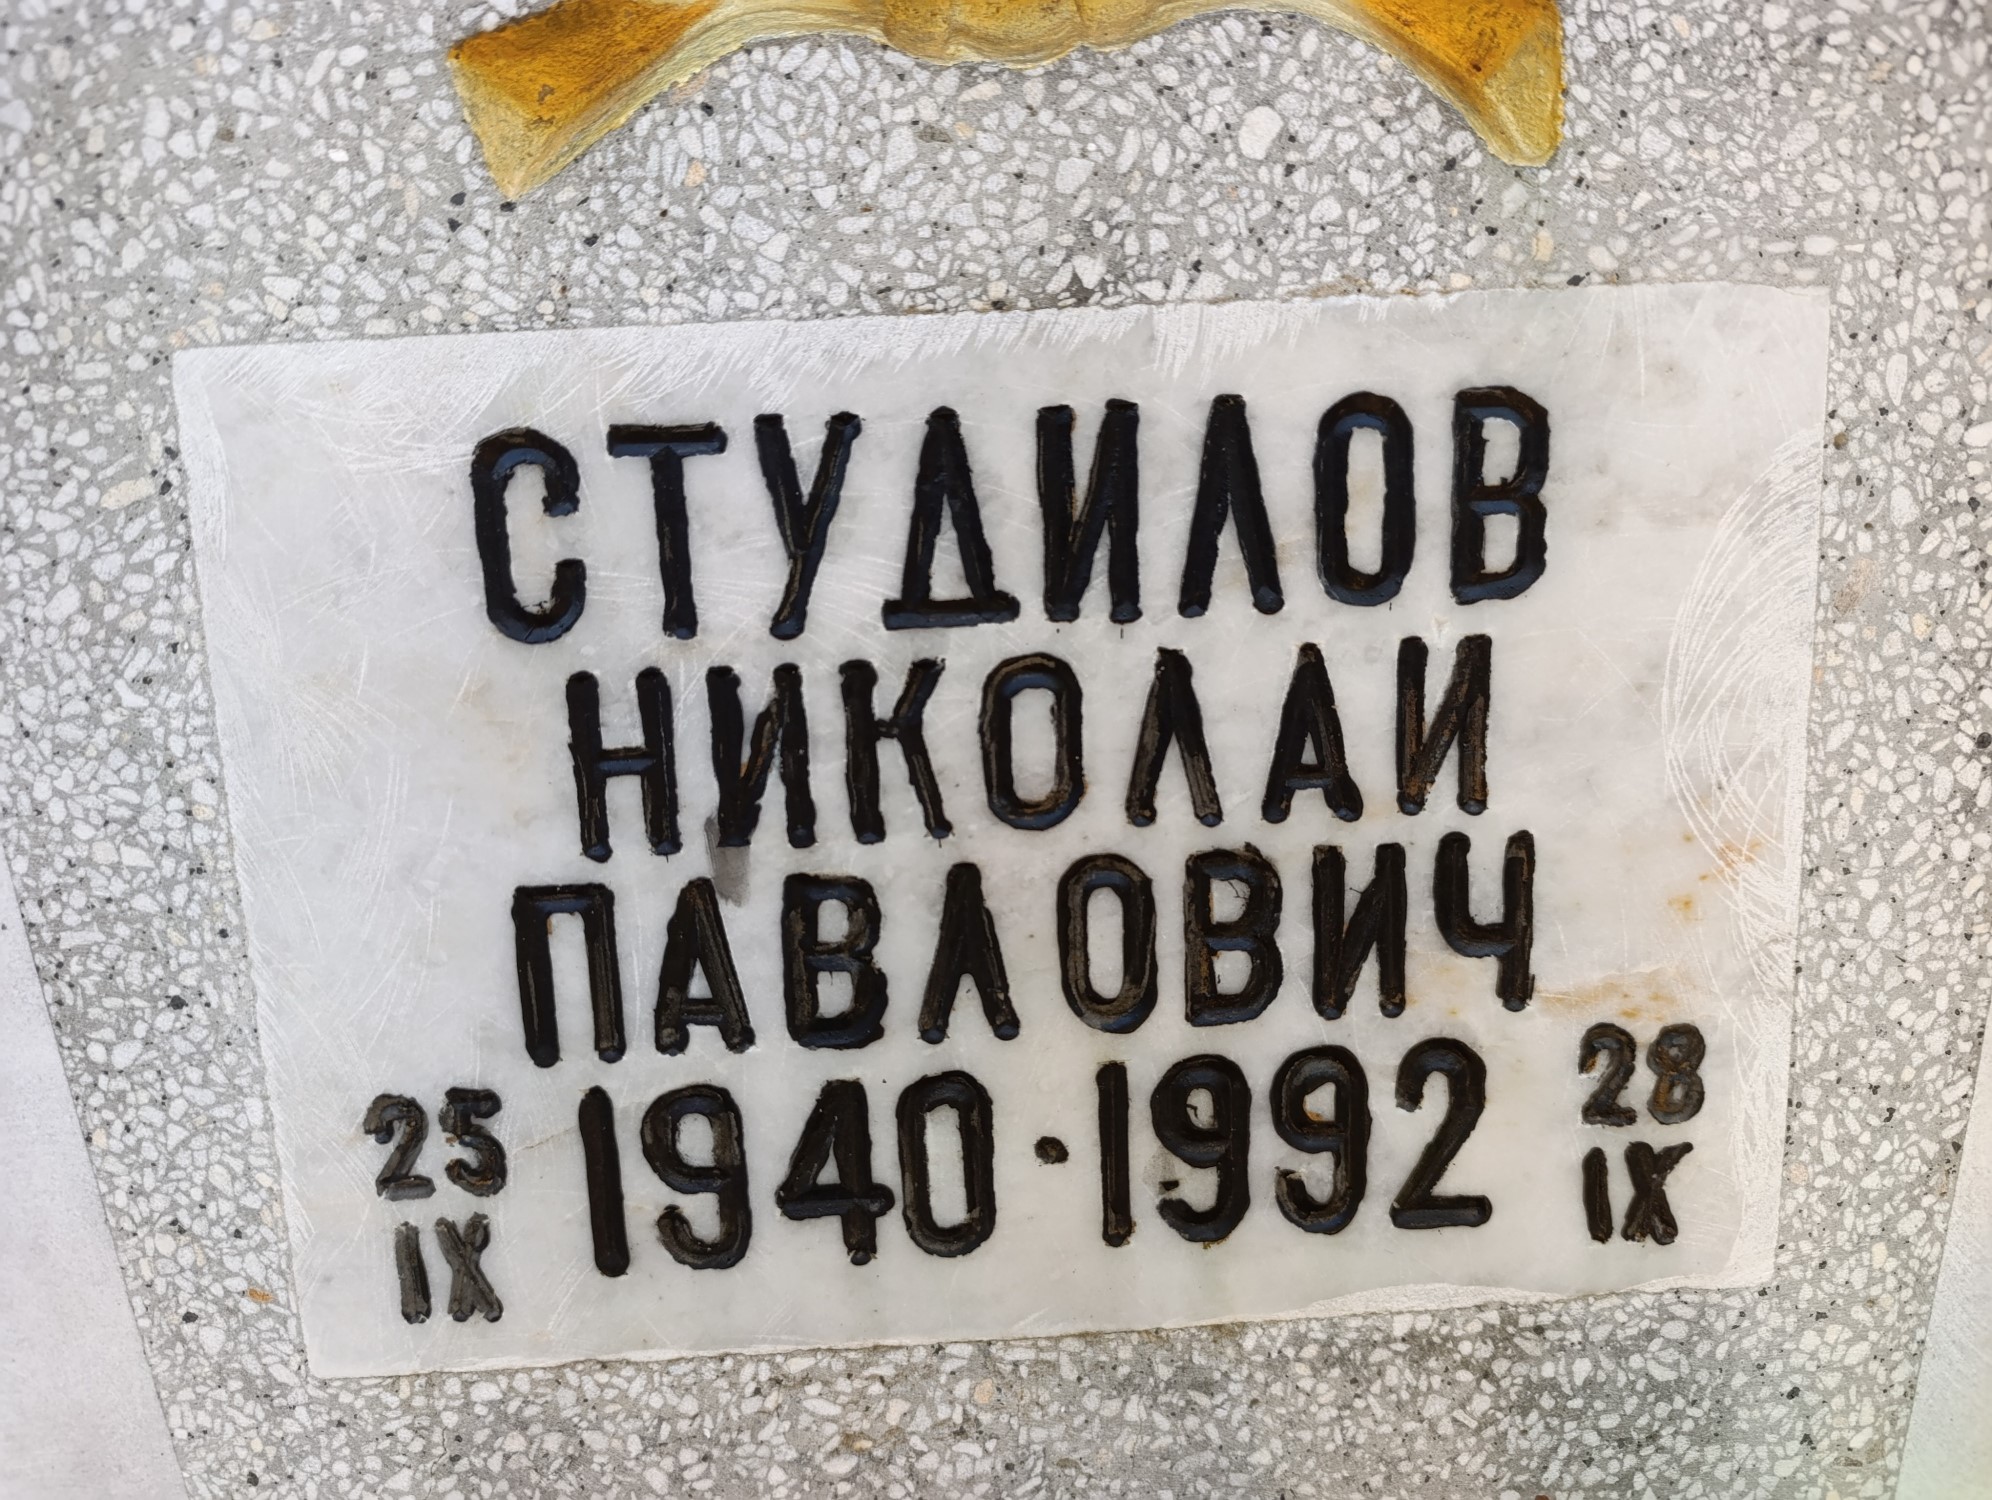 СТУДИЛОВ
НИКОЛАИ
ПАВЛОВИЧ
25 IX 1940 · 1992 28 IX